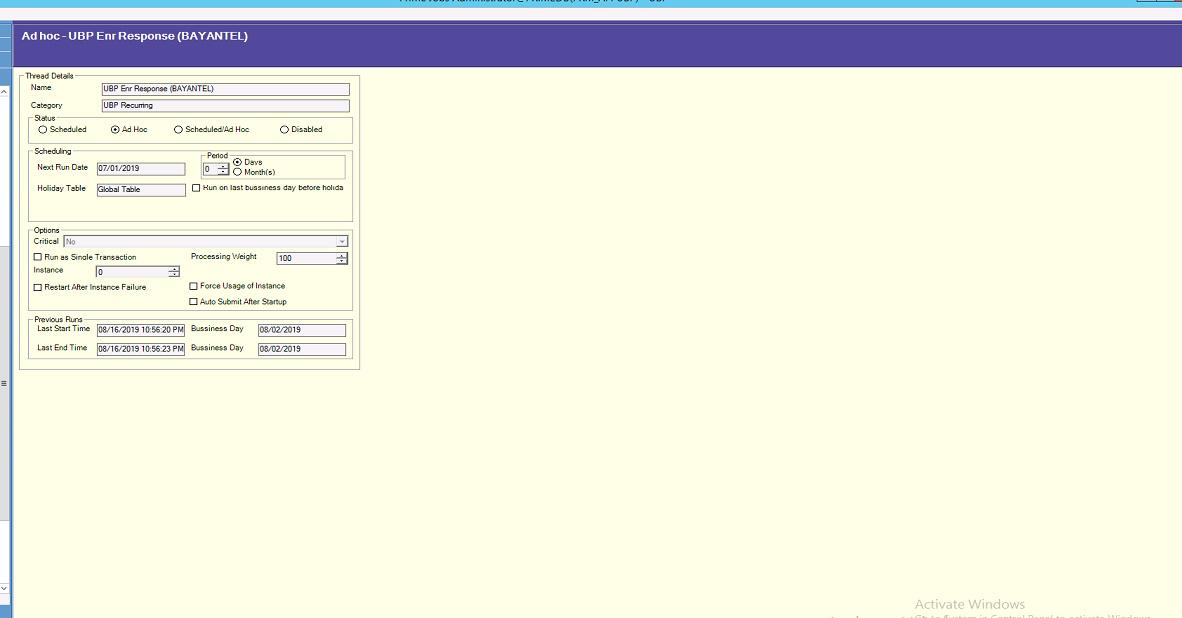 Ad hoc - UBP Enr Response (BAYANTEL)
Thread Details
Name UBP Enr Response (BAYANTEL)
Category UBP Recurring
Status
Scheduled Ad Hoc Scheduled/Ad Hoc Disabled
Scheduling
Next Run Date 07/01/2019
Period
0 Days
Month(s)
Holiday Table Global Table
Run on last bussiness day before holida
Options
Critical No
Run as Single Transaction Processing Weight 100
Instance 0
Restart After Instance Failure Force Usage of Instance
Auto Submit After Startup
Previous Runs
Last Start Time 08/16/2019 10:56:20 PM Bussiness Day 08/02/2019
Last End Time 08/16/2019 10:56:23 PM Bussiness Day 08/02/2019
Activate Windows